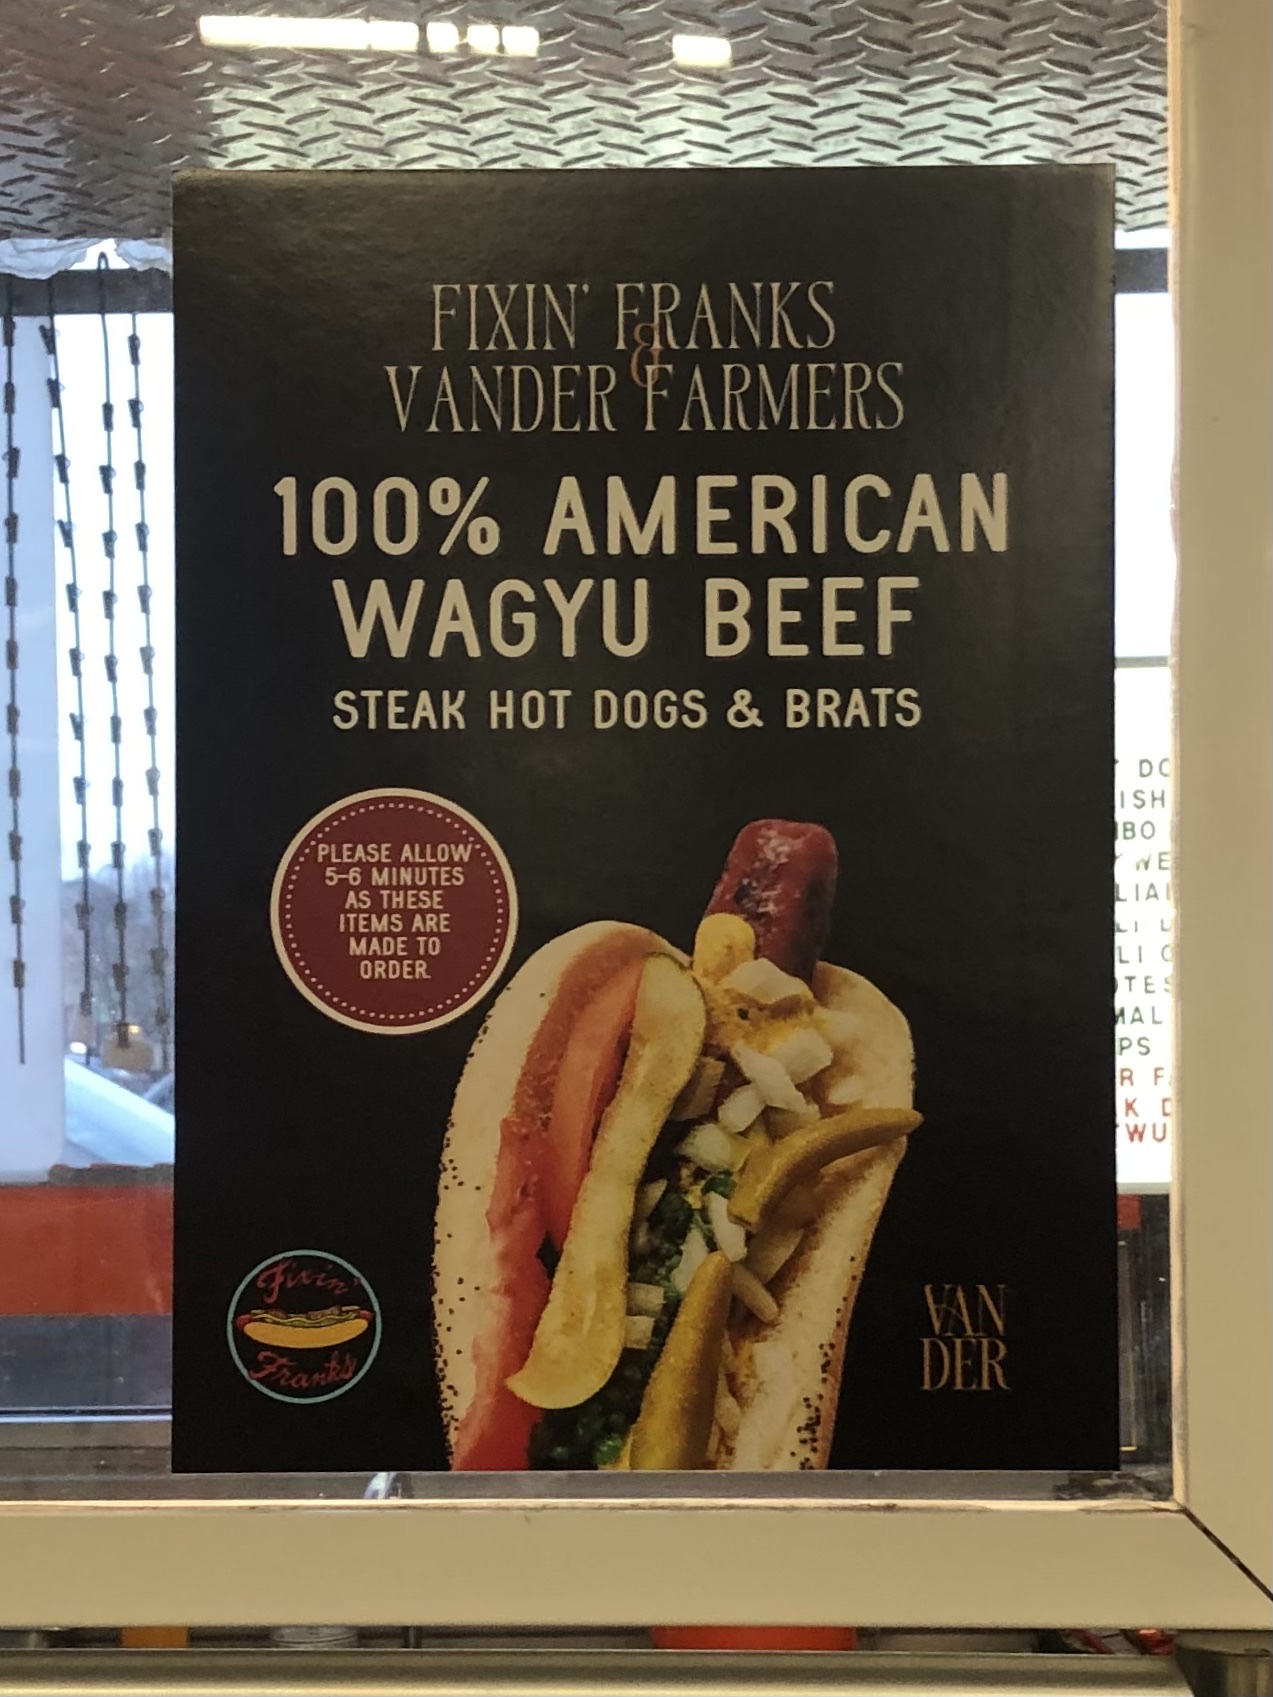 FIXIN' FRANKS
&
VANDER FARMERS
100% AMERICAN
WAGYU BEEF
STEAK HOT DOGS & BRATS
PLEASE ALLOW
5-6 MINUTES
AS THESE
ITEMS ARE
MADE TO
ORDER.
Fixin'
Franks
VAN
DER